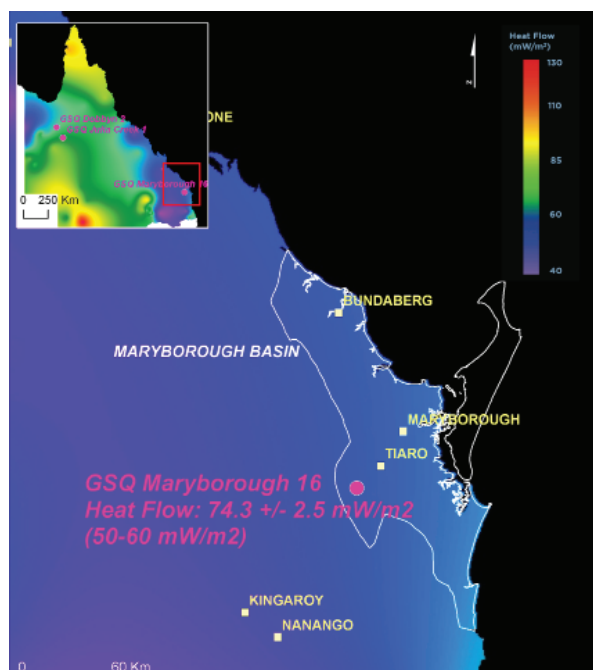 Heat Flow
(mW/m²)
130
110
85
60
40
z
ONE
GSQ Dobbyn 2
GSQ Julia Creek 1
GSQ Maryborough 16
0 250 Km
BUNDABERG
MARYBOROUGH BASIN
MARYBOROUGH
TIARO
GSQ Maryborough 16
Heat Flow: 74.3 +/- 2.5 mW/m2
(50-60 mW/m2)
KINGAROY
NANANGO
0 60 Km